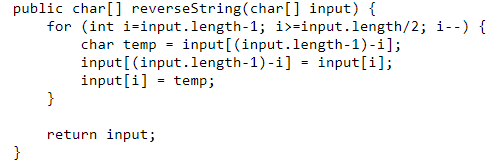 public char[] reverseString(char[] input) {
    for (int i=input.length-1; i>=input.length/2; i--) {
        char temp = input[(input.length-1)-i];
        input[(input.length-1)-i] = input[i];
        input[i] = temp;
    }

    return input;
}